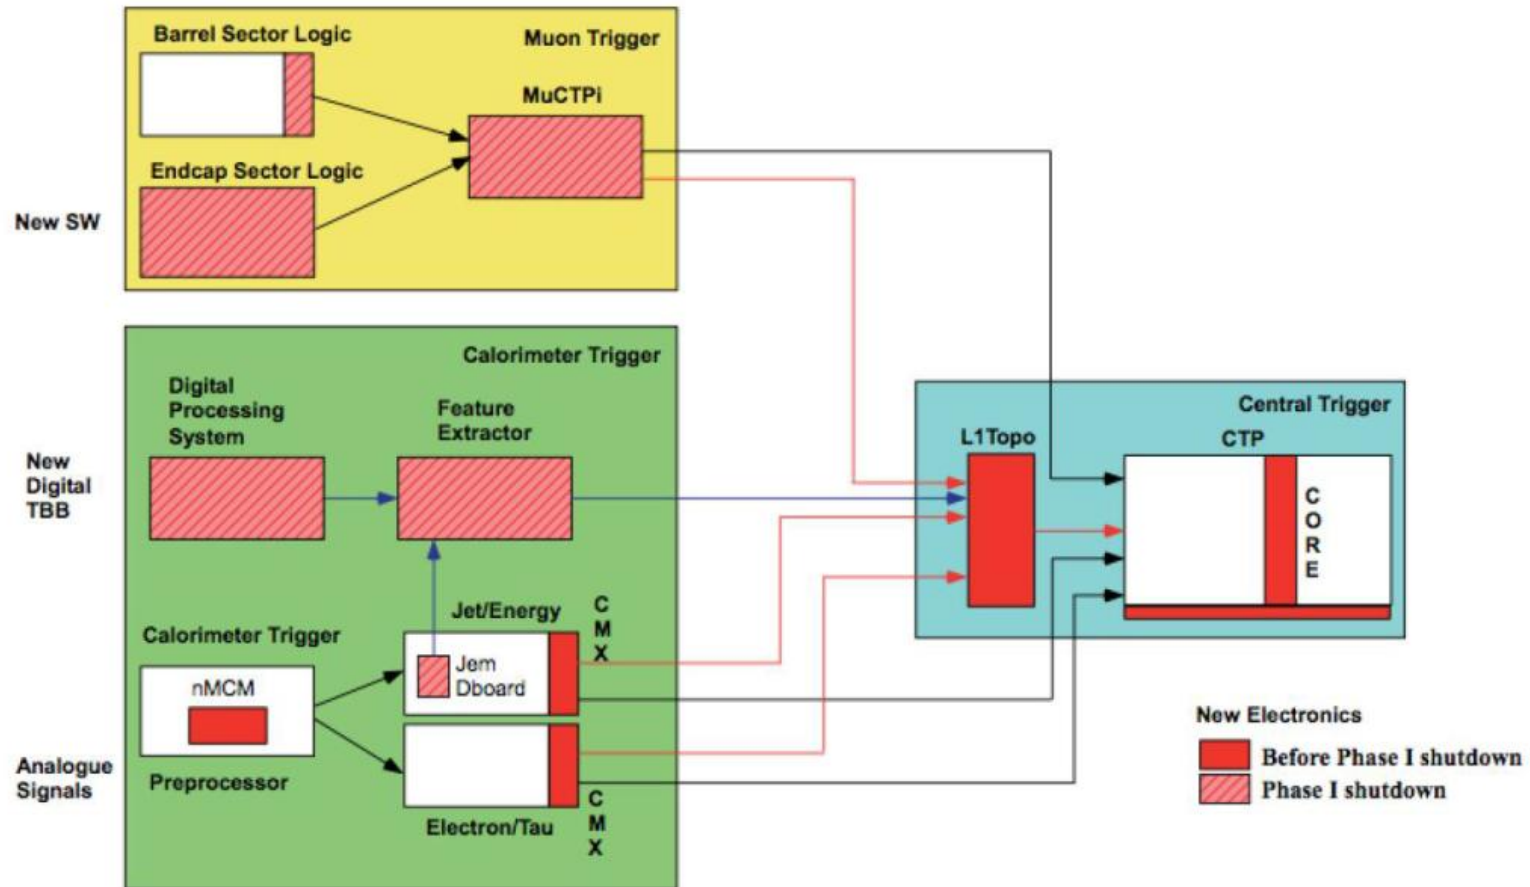 Barrel Sector Logic
Muon Trigger
MuCTPi
Endcap Sector Logic
New SW
Calorimeter Trigger
Digital
Processing
System
Feature
Extractor
New
Digital
TBB
Central Trigger
L1Topo
CTP
C
O
R
E
Jet/Energy
C
M
X
Calorimeter Trigger
nMCM
Jem
Dboard
Preprocessor
Analogue
Signals
Electron/Tau
C
M
X
New Electronics
Before Phase I shutdown
Phase I shutdown